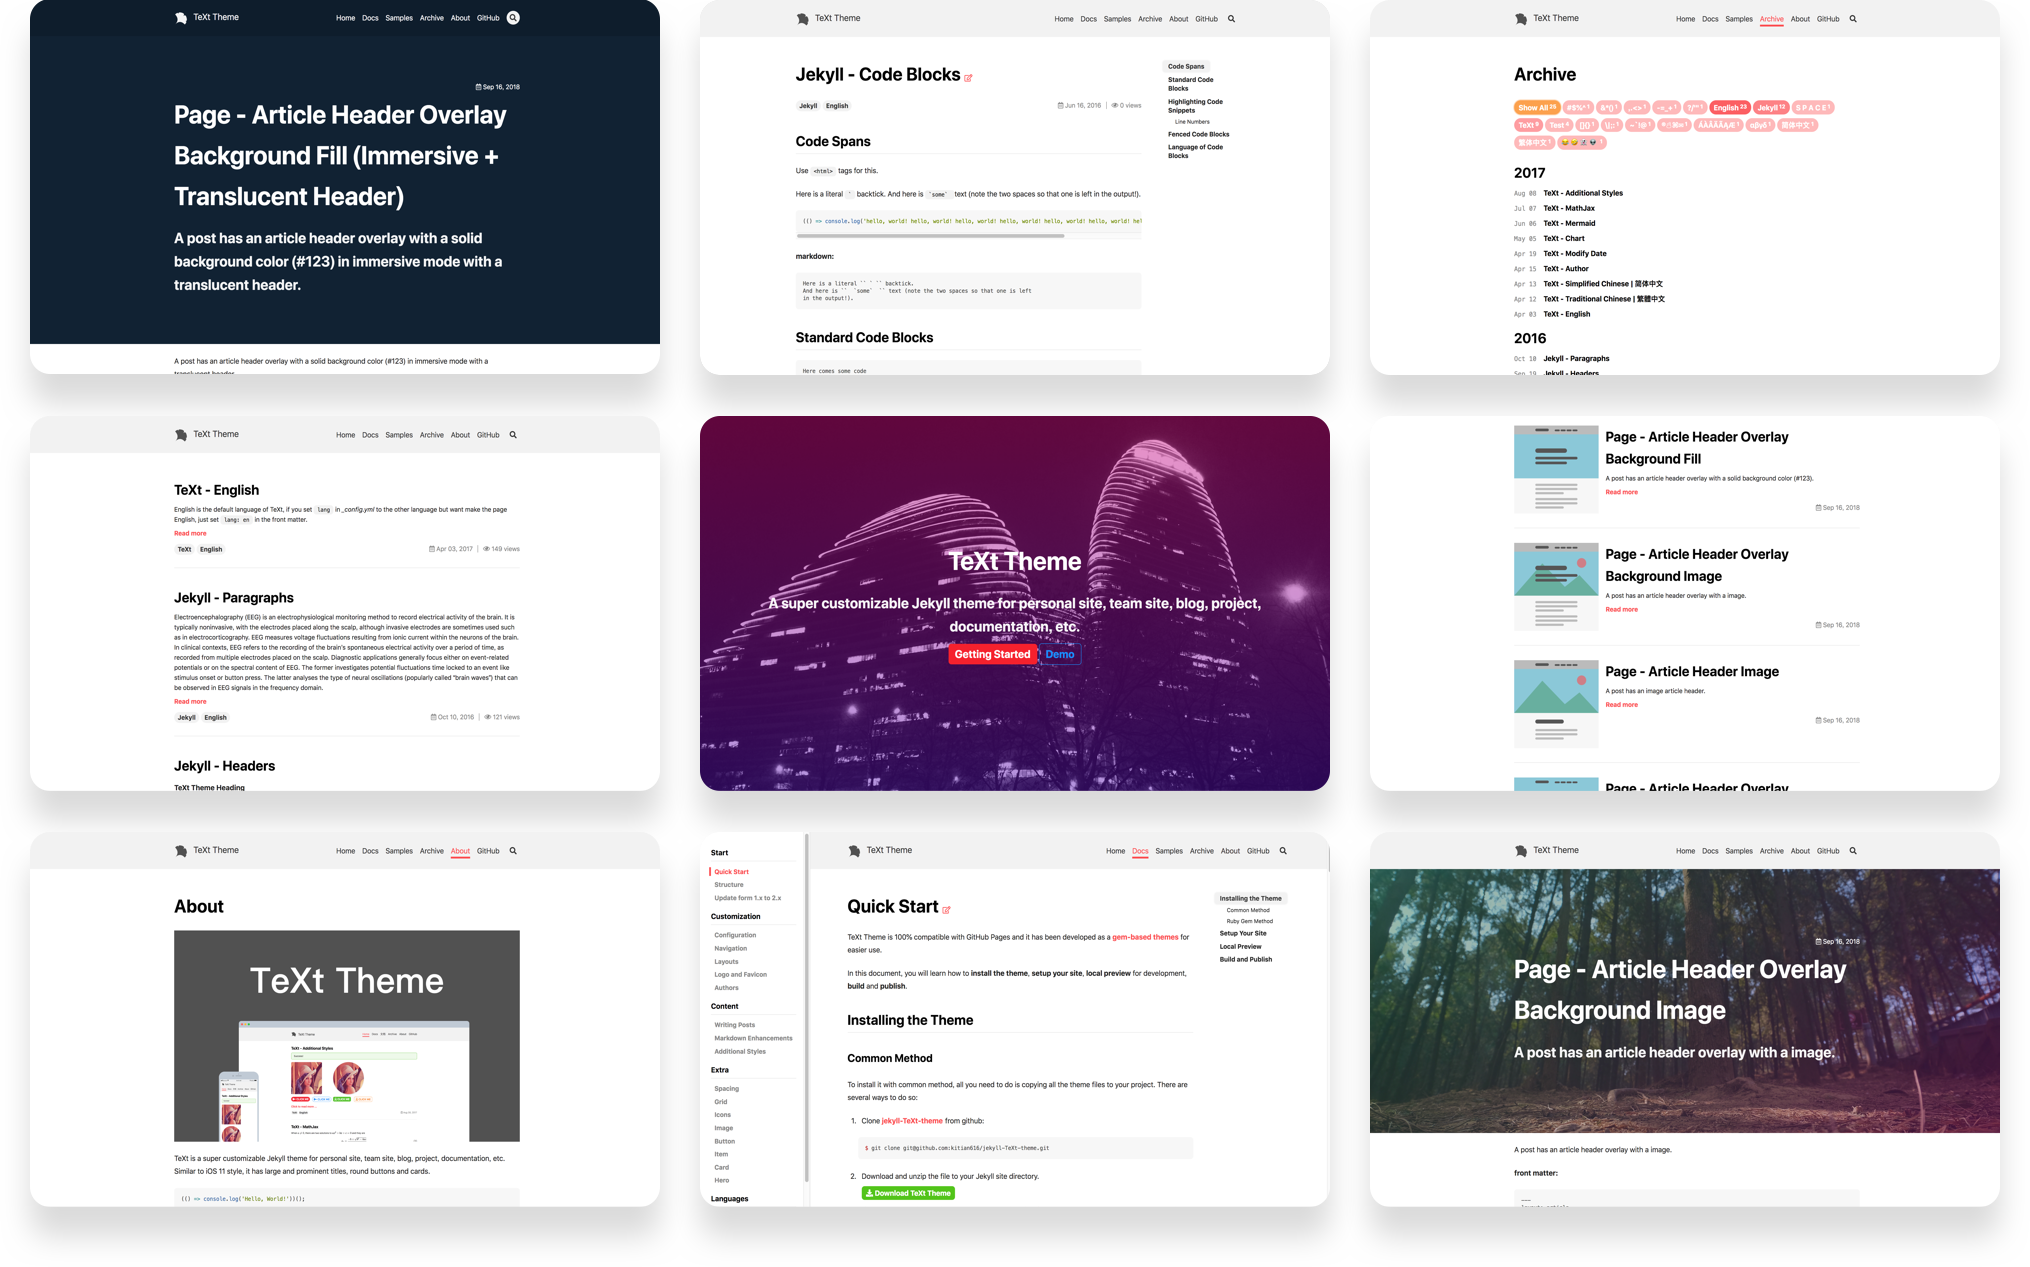 TeXt Theme
Home Docs Samples Archive About GitHub
Sep 16, 2018
Page - Article Header Overlay
Background Fill (Immersive +
Translucent Header)
A post has an article header overlay with a solid
background color (#123) in immersive mode with a
translucent header.
A post has an article header overlay with a solid background color (#123) in immersive mode with a
translucent header.
TeXt Theme
Home Docs Samples Archive About GitHub
Jekyll - Code Blocks
Jekyll English
Jun 16, 2016 | 0 views
Code Spans
Use <html> tags for this.
Here is a literal ` backtick. And here is `some` text (note the two spaces so that one is left in the output!).
(() => console.log('hello, world! hello, world! hello, world! hello, world! hello, world! hello, world! hel
markdown:
Here is a literal `` ` `` backtick.
And here is `` `some` `` text (note the two spaces so that one is left
in the output!).
Standard Code Blocks
Here comes some code
Code Spans
Standard Code
Blocks
Highlighting Code
Snippets
Line Numbers
Fenced Code Blocks
Language of Code
Blocks
TeXt Theme
Home Docs Samples Archive About GitHub
Archive
Show All 25 English 23 Jekyll 12 S P A C E 1
TeXt 9 Test 4 αβγδ 1 简体中文 1
繁体中文 1
2017
Aug 08 TeXt - Additional Styles
Jul 07 TeXt - MathJax
Jun 06 TeXt - Mermaid
May 05 TeXt - Chart
Apr 19 TeXt - Modify Date
Apr 15 TeXt - Author
Apr 13 TeXt - Simplified Chinese | 简体中文
Apr 12 TeXt - Traditional Chinese | 繁體中文
Apr 03 TeXt - English
2016
Oct 10 Jekyll - Paragraphs
Sep 19 Jekyll - Headers
TeXt Theme
Home Docs Samples Archive About GitHub
TeXt - English
English is the default language of TeXt, if you set lang in _config.yml to the other language but want make the page
English, just set lang: en in the front matter.
Read more
TeXt English
Apr 03, 2017 | 149 views
Jekyll - Paragraphs
Electroencephalography (EEG) is an electrophysiological monitoring method to record electrical activity of the brain. It is
typically noninvasive, with the electrodes placed along the scalp, although invasive electrodes are sometimes used such
as in electrocorticography. EEG measures voltage fluctuations resulting from ionic current within the neurons of the brain.
In clinical contexts, EEG refers to the recording of the brain's spontaneous electrical activity over a period of time, as
recorded from multiple electrodes placed on the scalp. Diagnostic applications generally focus either on event-related
potentials or on the spectral content of EEG. The former investigates potential fluctuations time locked to an event like
stimulus onset or button press. The latter analyses the type of neural oscillations (popularly called "brain waves") that can
be observed in EEG signals in the frequency domain.
Read more
Jekyll English
Oct 10, 2016 | 121 views
Jekyll - Headers
TeXt Theme Heading
TeXt Theme
A super customizable Jekyll theme for personal site, team site, blog, project,
documentation, etc.
Getting Started Demo
Page - Article Header Overlay
Background Fill
A post has an article header overlay with a solid background color (#123).
Read more
Sep 16, 2018
Page - Article Header Overlay
Background Image
A post has an article header overlay with a image.
Read more
Sep 16, 2018
Page - Article Header Image
A post has an image article header.
Read more
Sep 16, 2018
Page - Article Header Overlay
TeXt Theme
Home Docs Samples Archive About GitHub
About
TeXt Theme
TeXt - Additional Styles
TeXt - MathJax
TeXt is a super customizable Jekyll theme for personal site, team site, blog, project, documentation, etc.
Similar to iOS 11 style, it has large and prominent titles, round buttons and cards.
(() => console.log('Hello, World!'))();
Start
Quick Start
Structure
Update form 1.x to 2.x
Customization
Configuration
Navigation
Layouts
Logo and Favicon
Authors
Content
Writing Posts
Markdown Enhancements
Additional Styles
Extra
Spacing
Grid
Icons
Image
Button
Item
Card
Hero
Languages
TeXt Theme
Home Docs Samples Archive About GitHub
Quick Start
TeXt Theme is 100% compatible with GitHub Pages and it has been developed as a gem-based themes for
easier use.
In this document, you will learn how to install the theme, setup your site, local preview for development,
build and publish.
Installing the Theme
Common Method
To install it with common method, all you need to do is copying all the theme files to your project. There are
several ways to do so:
1. Clone jekyll-TeXt-theme from github:
$ git clone git@github.com:kitian616/jekyll-TeXt-theme.git
2. Download and unzip the file to your Jekyll site directory.
Download TeXt Theme
Installing the Theme
Common Method
Ruby Gem Method
Setup Your Site
Local Preview
Build and Publish
TeXt Theme
Home Docs Samples Archive About GitHub
Sep 16, 2018
Page - Article Header Overlay
Background Image
A post has an article header overlay with a image.
A post has an article header overlay with a image.
front matter:
---